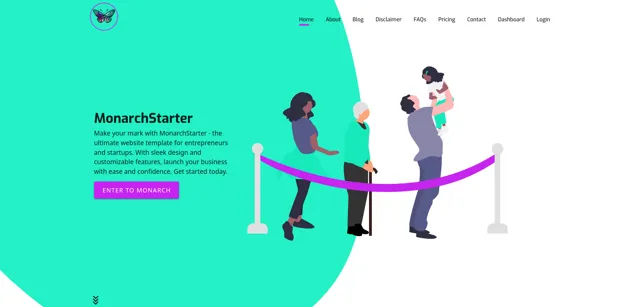 Home About Blog Disclaimer FAQs Pricing Contact Dashboard Login
MonarchStarter
Make your mark with MonarchStarter - the
ultimate website template for entrepreneurs
and startups. With sleek design and
customizable features, launch your business
with ease and confidence. Get started today.
ENTER TO MONARCH